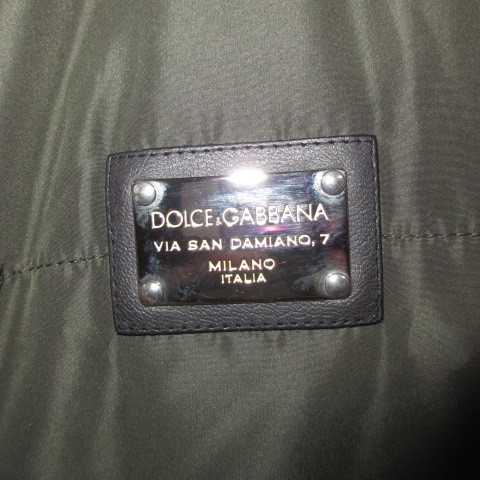 DOLCE&GABBANA
VIA SAN DAMIANO, 7
MILANO
ITALIA